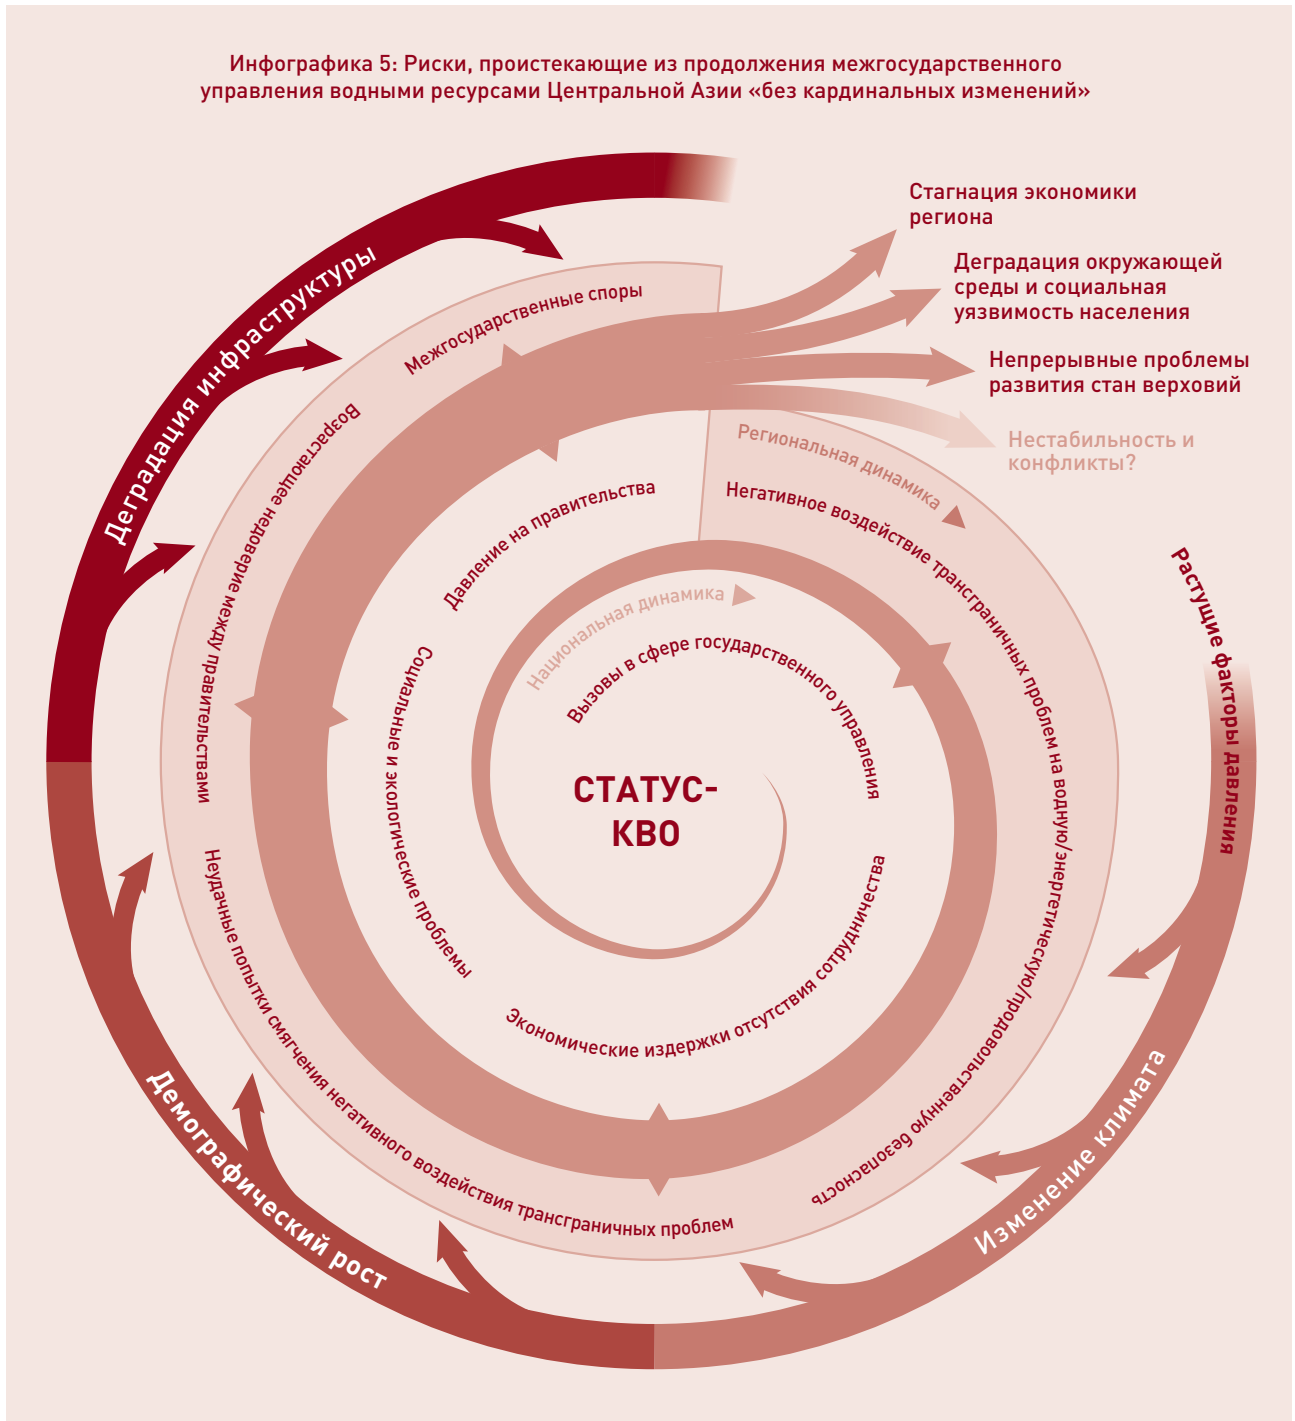 Инфографика 5: Риски, проистекающие из продолжения межгосударственного
управления водными ресурсами Центральной Азии «без кардинальных изменений»
Стагнация экономики
региона
Деградация окружающей
среды и социальная
уязвимость населения
Непрерывные проблемы
развития стан верховий
Нестабильность и
конфликты?
Региональная динамика
Негативное воздействие трансграничных проблем на водную/энергетическую/продовольственную безопасность
Неудачные попытки смягчения негативного воздействия трансграничных проблем
Возрастающее недоверие между правительствами
Межгосударственные споры
Национальная динамика
Вызовы в сфере государственного управления
Экономические издержки отсутствия сотрудничества
Социальные и экологические проблемы
Давление на правительства
СТАТУС-
КВО
Растущие факторы давления
Изменение климата
Демографический рост
Деградация инфраструктуры